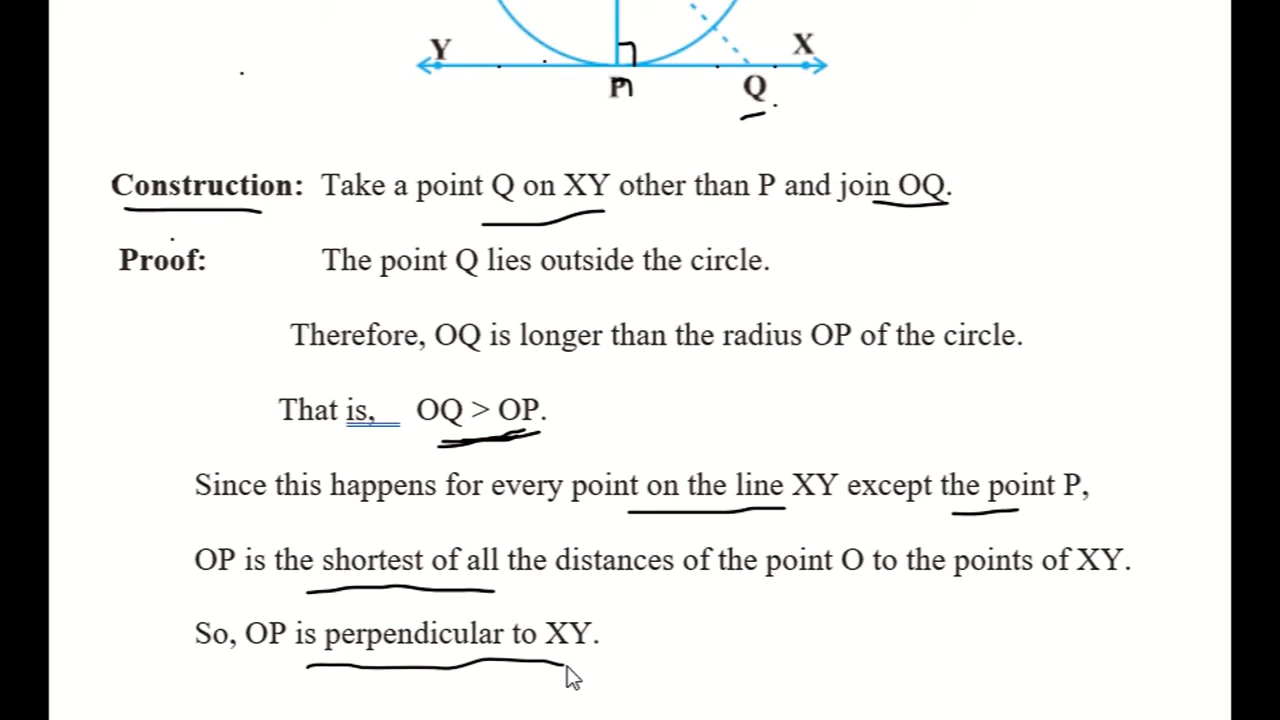 Y
X
P
Q
Construction: Take a point Q on XY other than P and join OQ.
Proof: The point Q lies outside the circle.
Therefore, OQ is longer than the radius OP of the circle.
That is, OQ > OP.
Since this happens for every point on the line XY except the point P,
OP is the shortest of all the distances of the point O to the points of XY.
So, OP is perpendicular to XY.